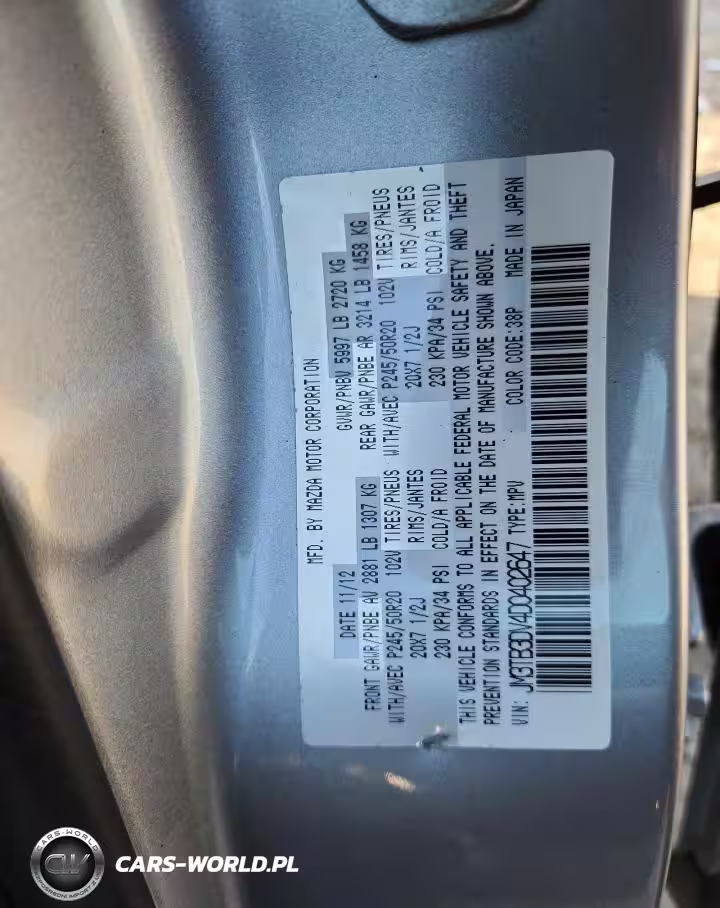 MFD. BY MAZDA MOTOR CORPORATION
DATE 11/12
GVWR/PNBV 5997 LB 2720 KG
FRONT GAWR/PNBE AV 2881 LB 1307 KG
REAR GAWR/PNBE AR 3214 LB 1458 KG
WITH/AVEC P245/50R20 102V TIRES/PNEUS WITH/AVEC P245/50R20 102V TIRES/PNEUS
20X7 1/2J RIMS/JANTES 20X7 1/2J RIMS/JANTES
230 KPA/34 PSI COLD/A FROID 230 KPA/34 PSI COLD/A FROID
THIS VEHICLE CONFORMS TO ALL APPLICABLE FEDERAL MOTOR VEHICLE SAFETY AND THEFT
PREVENTION STANDARDS IN EFFECT ON THE DATE OF MANUFACTURE SHOWN ABOVE.
VIN: JM3TB3DV4D0402647 TYPE:MPV COLOR CODE:38P MADE IN JAPAN
CARS-WORLD
CW
CARS-WORLD.PL